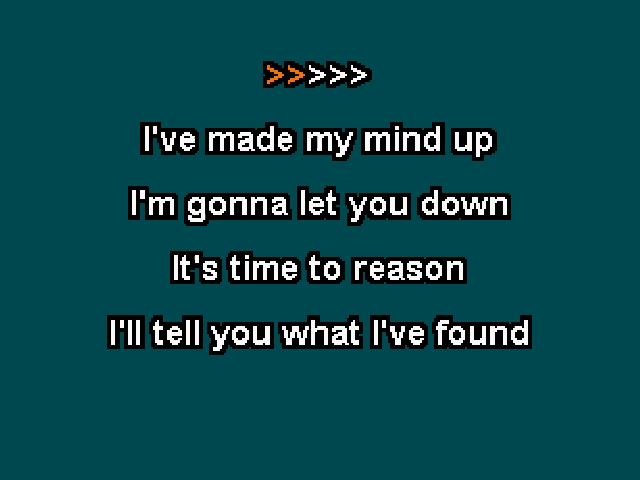 >>>>>
I've made my mind up
I'm gonna let you down
It's time to reason
I'll tell you what I've found